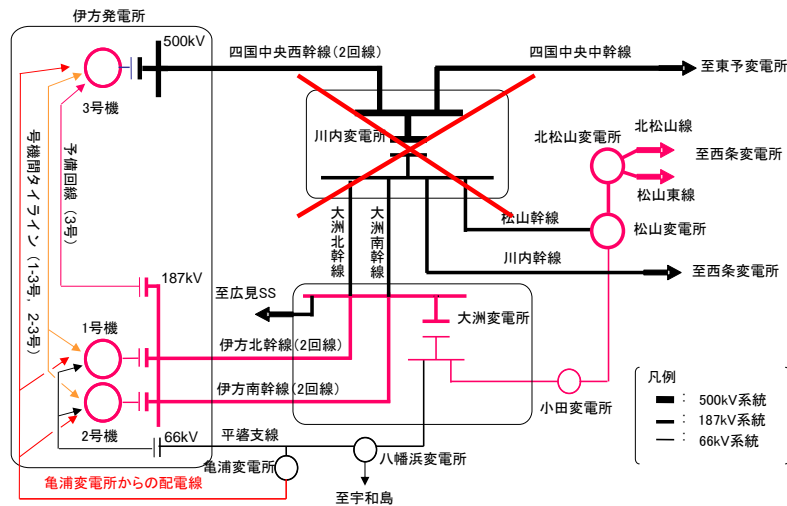 伊方発電所
500kV
四国中央西幹線(2回線)
四国中央中幹線
至東予変電所
3号機
川内変電所
北松山変電所
北松山線
至西条変電所
松山東線
号機間タイライン（1-3号，2-3号）
予備回線（3号）
大洲北幹線
大洲南幹線
松山幹線
松山変電所
川内幹線
至西条変電所
187kV
至広見SS
大洲変電所
1号機
伊方北幹線(2回線)
伊方南幹線(2回線)
2号機
小田変電所
凡例
： 500kV系統
： 187kV系統
： 66kV系統
66kV
平碆支線
亀浦変電所
八幡浜変電所
亀浦変電所からの配電線
至宇和島